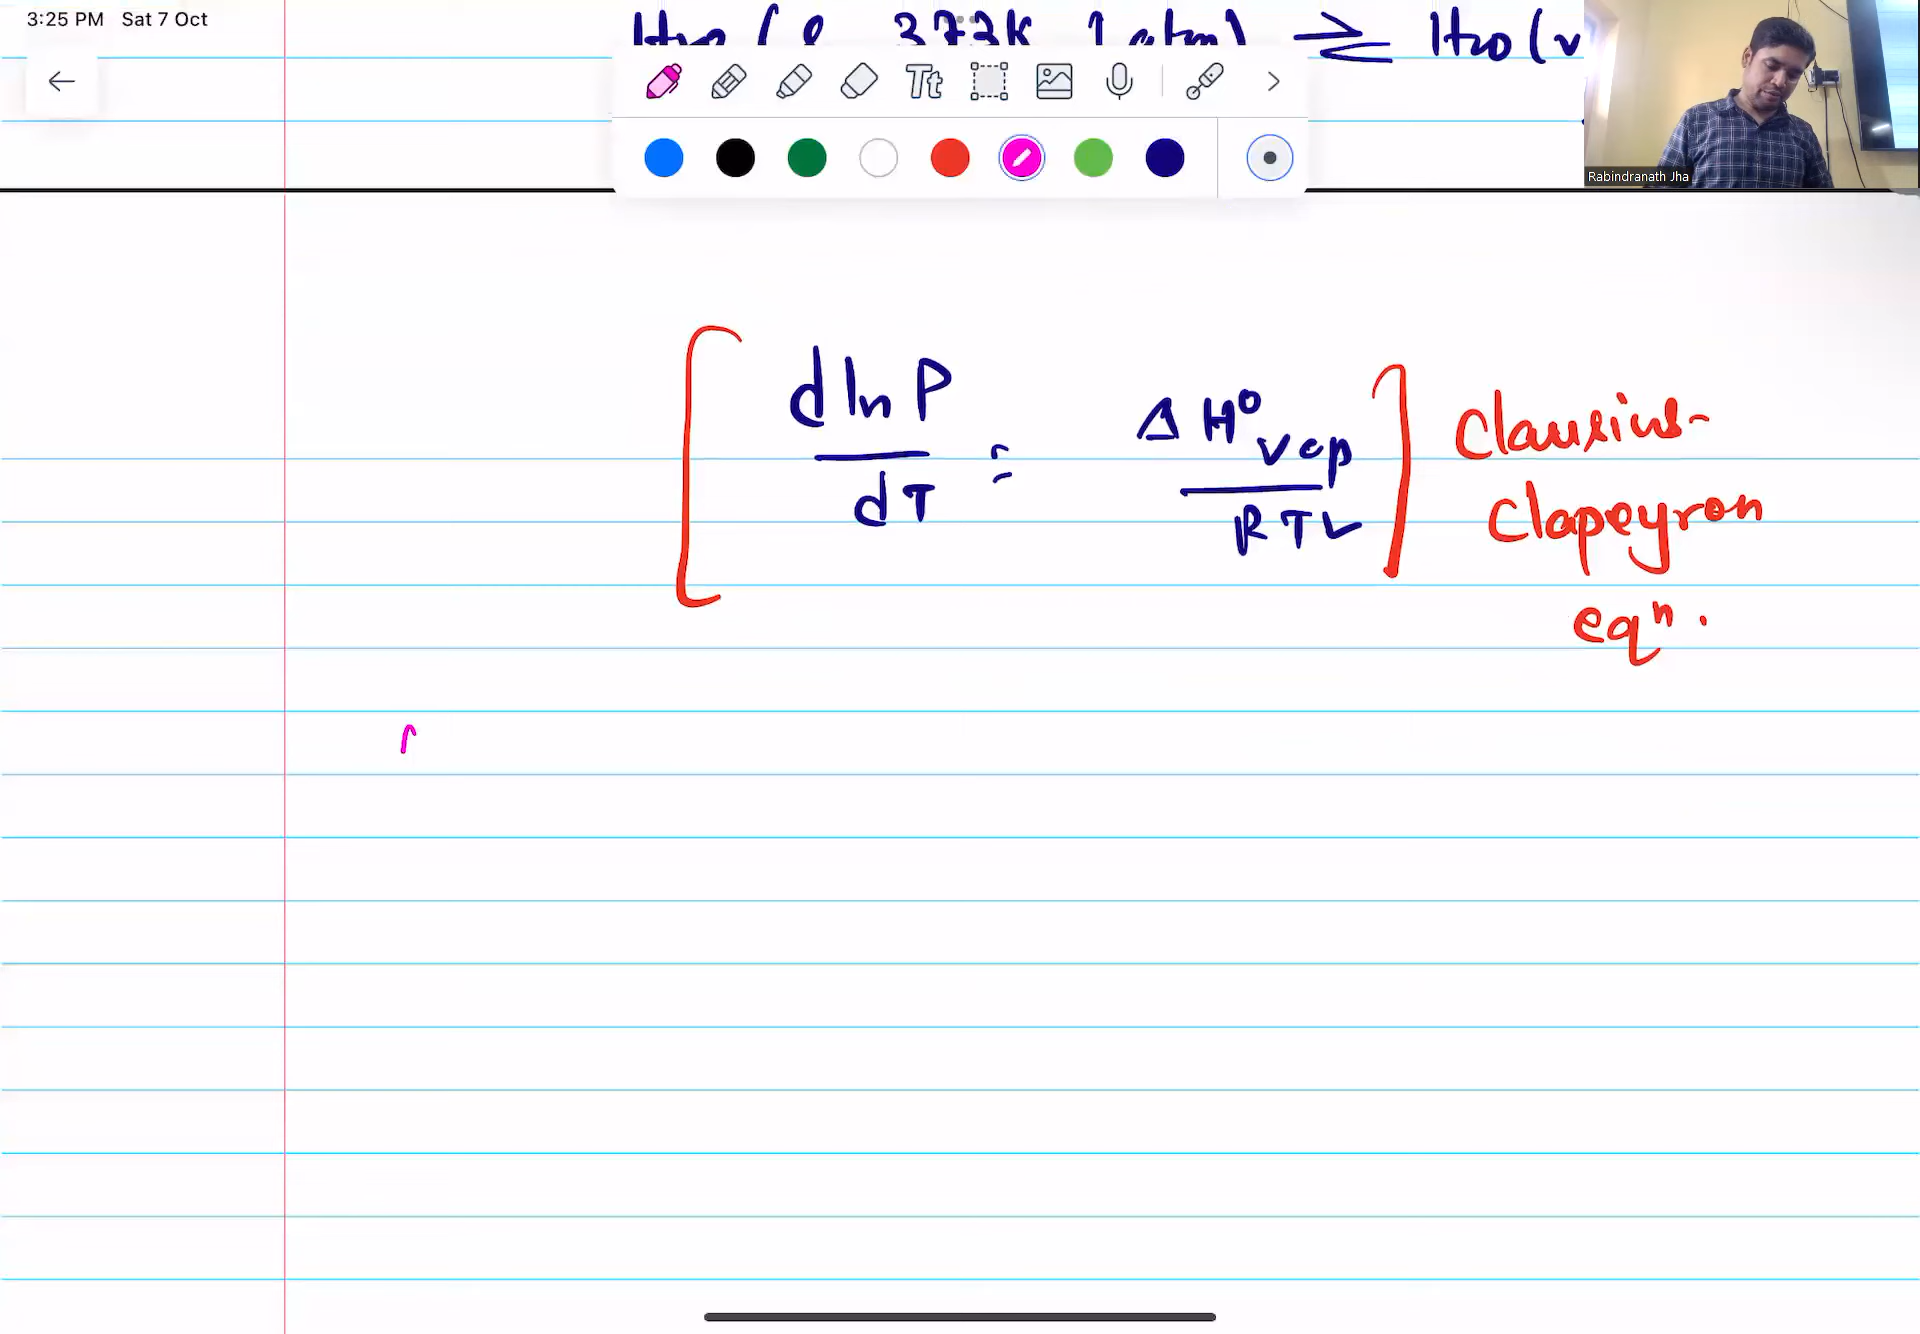 3:25 PM Sat 7 Oct
H2O (l, 373K, 1 atm) ⇌ H2O (v
Tt
Rabindranath Jha
d ln P / dT = Δ H° vap / RT²
Clausius-
Clapeyron
eqⁿ.